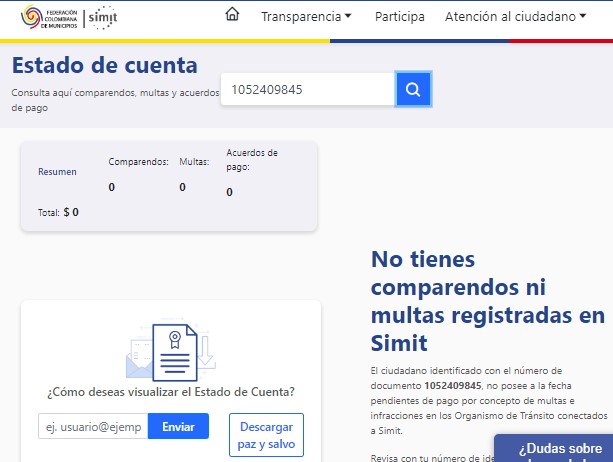 FEDERACIÓN
COLOMBIANA
DE MUNICIPIOS
simit
Transparencia
Participa
Atención al ciudadano
Estado de cuenta
Consulta aquí comparendos, multas y acuerdos
de pago
1052409845
Resumen
Comparendos:
0
Multas:
0
Acuerdos de
pago:
0
Total: $ 0
No tienes
comparendos ni
multas registradas en
Simit
El ciudadano identificado con el número de
documento 1052409845, no posee a la fecha
pendientes de pago por concepto de multas e
infracciones en los Organismo de Tránsito conectados
a Simit.
Revisa con tu número de
¿Cómo deseas visualizar el Estado de Cuenta?
ej. usuario@ejemp
Enviar
Descargar
paz y salvo
¿Dudas sobre